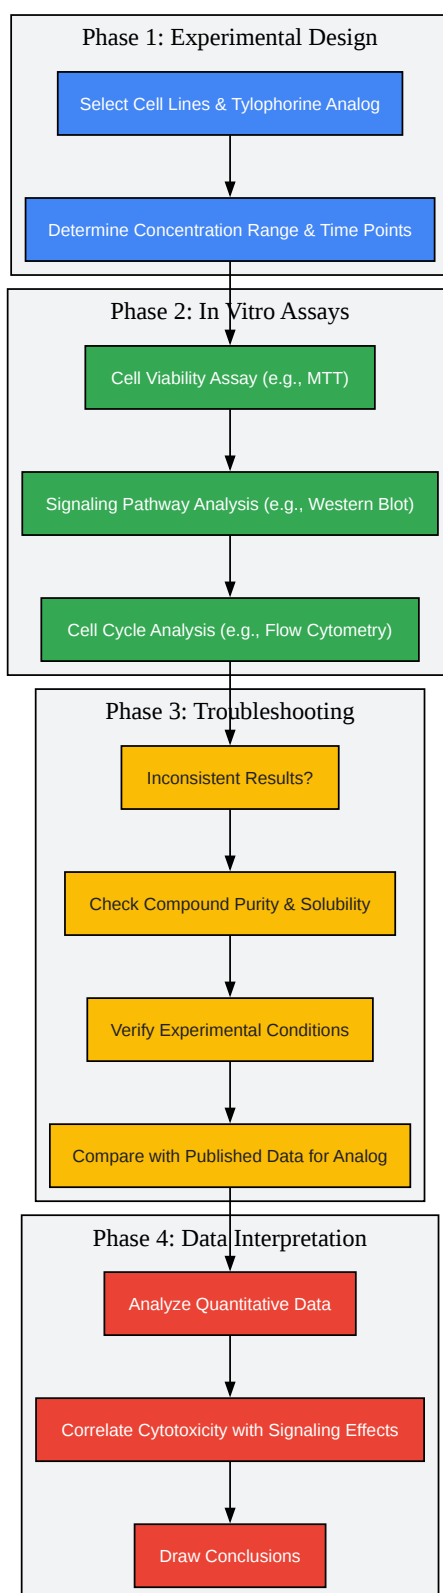 Phase 1: Experimental Design
Select Cell Lines & Tylophorine Analog
Determine Concentration Range & Time Points
Phase 2: In Vitro Assays
Cell Viability Assay (e.g., MTT)
Signaling Pathway Analysis (e.g., Western Blot)
Cell Cycle Analysis (e.g., Flow Cytometry)
Phase 3: Troubleshooting
Inconsistent Results?
Check Compound Purity & Solubility
Verify Experimental Conditions
Compare with Published Data for Analog
Phase 4: Data Interpretation
Analyze Quantitative Data
Correlate Cytotoxicity with Signaling Effects
Draw Conclusions